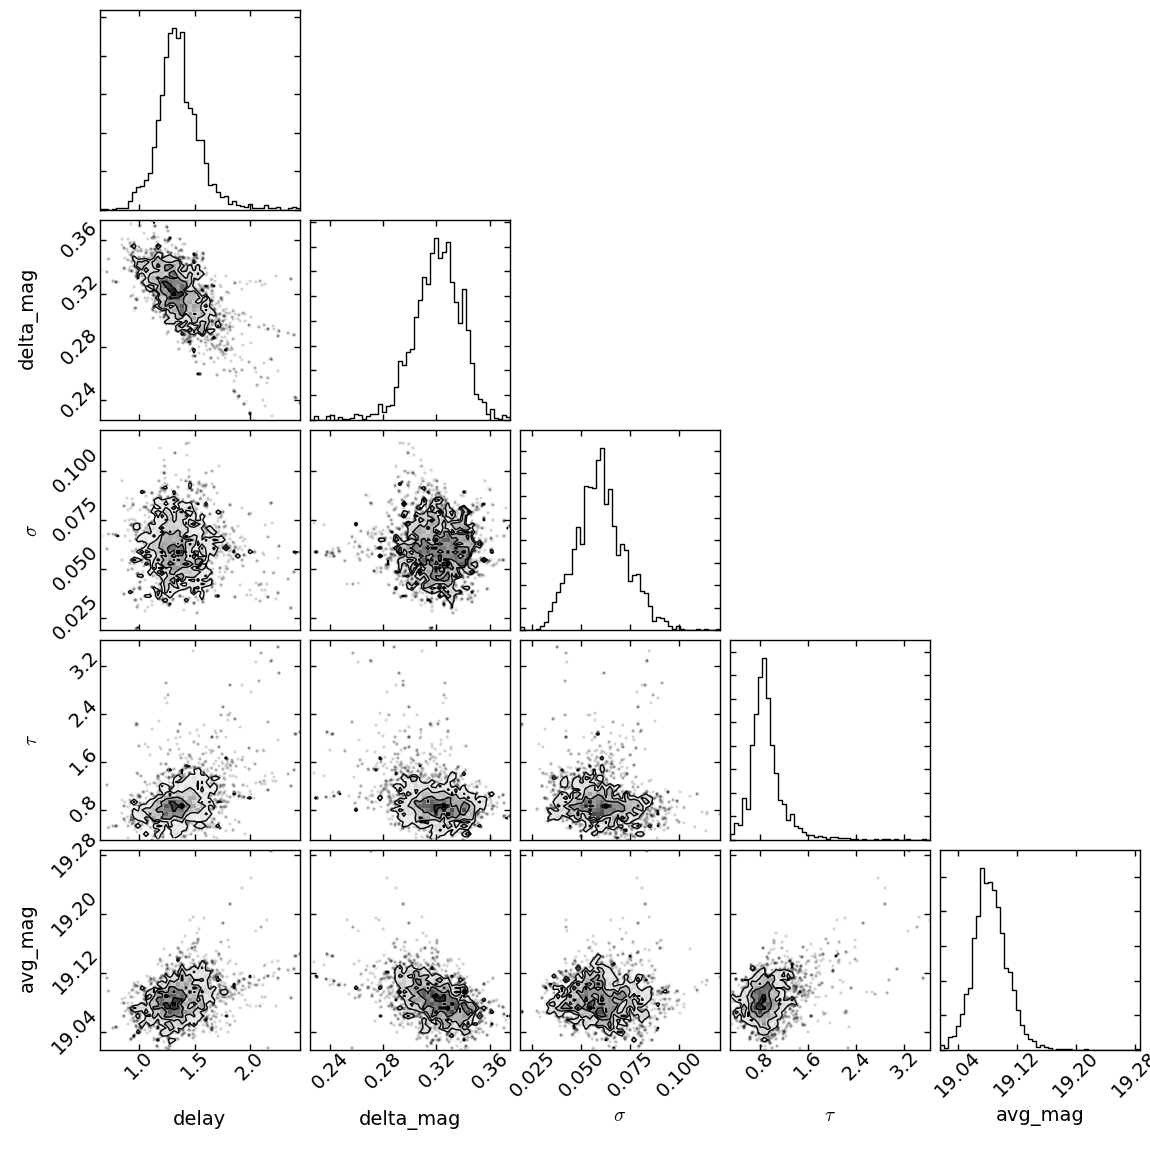 0.36
0.32
0.28
0.24
delta_mag
0.100
0.075
0.050
0.025
σ
3.2
2.4
1.6
0.8
τ
19.28
19.20
19.12
19.04
avg_mag
1.0 1.5 2.0
0.24 0.28 0.32 0.36
0.025 0.050 0.075 0.100
0.8 1.6 2.4 3.2
19.04 19.12 19.20 19.28
delay delta_mag σ τ avg_mag